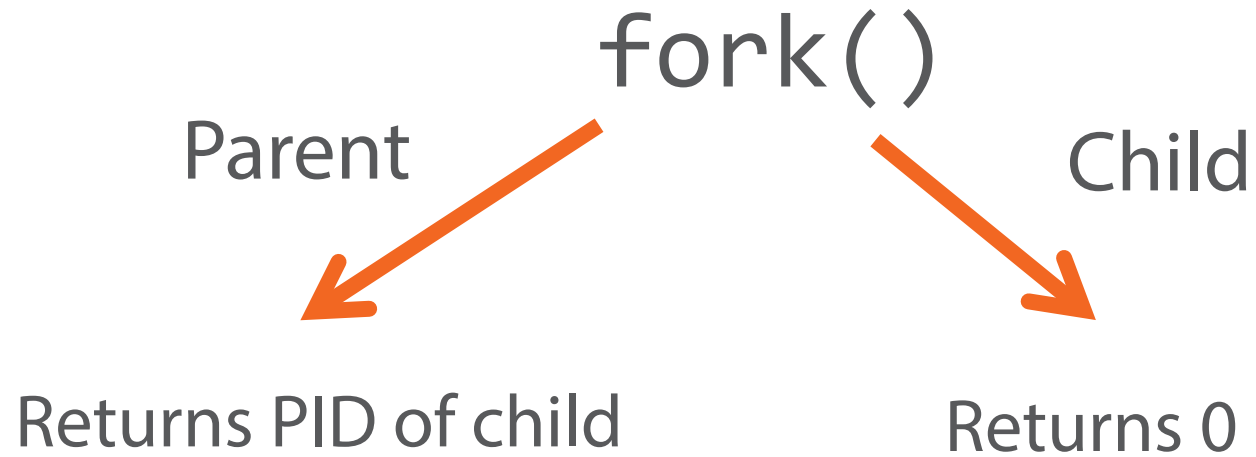 fork()
Parent
Child
Returns PID of child
Returns 0